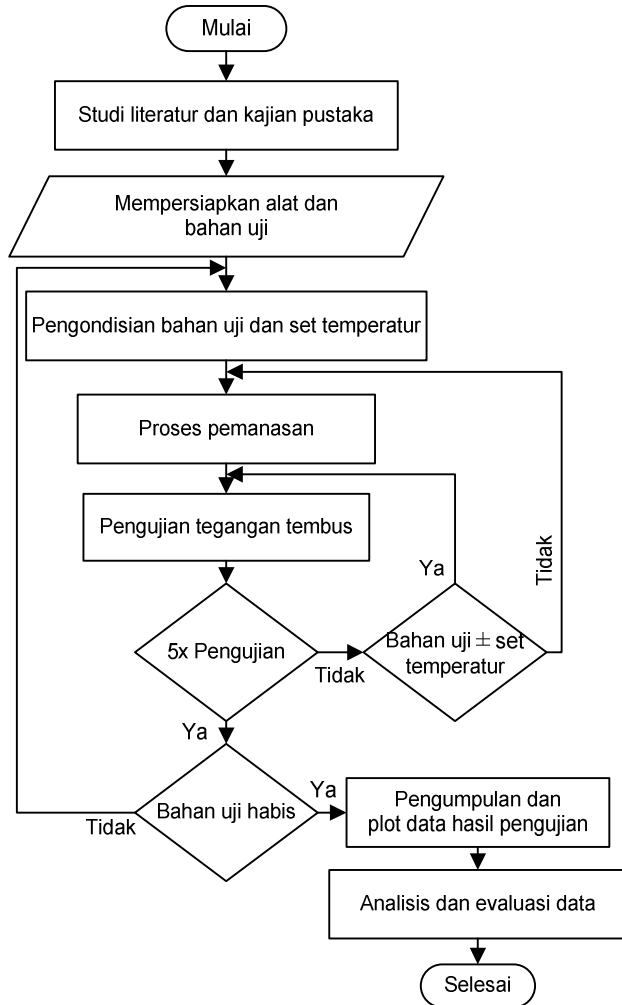 Mulai
Studi literatur dan kajian pustaka
Mempersiapkan alat dan
bahan uji
Pengondisian bahan uji dan set temperatur
Proses pemanasan
Pengujian tegangan tembus
Ya
Tidak
5x Pengujian
Tidak
Bahan uji ± set
temperatur
Ya
Bahan uji habis
Tidak
Ya
Pengumpulan dan
plot data hasil pengujian
Analisis dan evaluasi data
Selesai